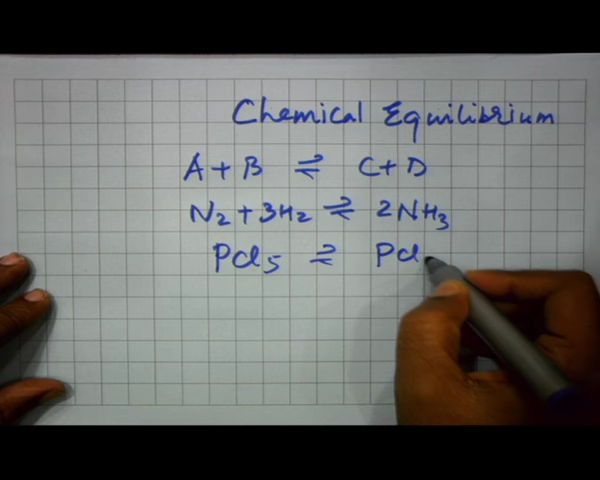 Chemical Equilibrium
A + B ⇌ C + D
N₂ + 3H₂ ⇌ 2NH₃
PCl₅ ⇌ PCl